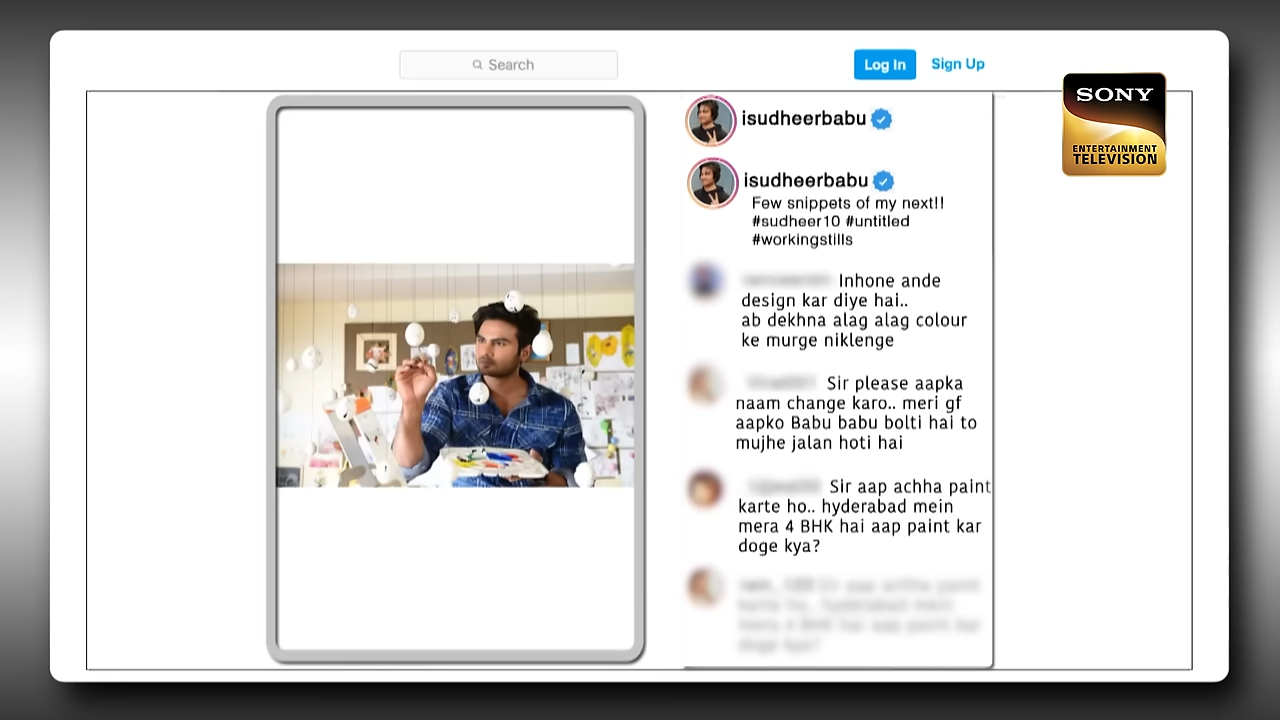 Search
Log In
Sign Up
SONY
ENTERTAINMENT
TELEVISION
isudheerbabu
isudheerbabu
Few snippets of my next!!
#sudheer10 #untitled
#workingstills
Inhone ande
design kar diye hai..
ab dekhna alag alag colour
ke murge niklenge
Sir please aapka
naam change karo.. meri gf
aapko Babu babu bolti hai to
mujhe jalan hoti hai
Sir aap achha paint
karte ho.. hyderabad mein
mera 4 BHK hai aap paint kar
doge kya?